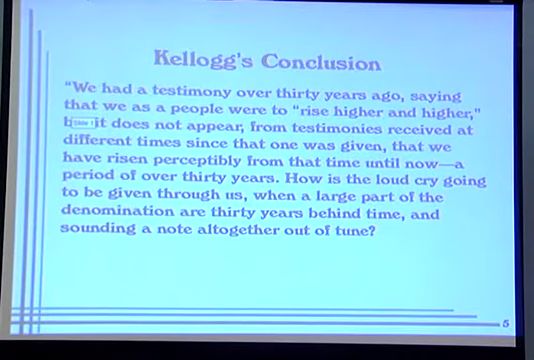 Kellogg's Conclusion
"We had a testimony over thirty years ago, saying
that we as a people were to "rise higher and higher,"
it does not appear, from testimonies received at
different times since that one was given, that we
have risen perceptibly from that time until now—a
period of over thirty years. How is the loud cry going
to be given through us, when a large part of the
denomination are thirty years behind time, and
sounding a note altogether out of tune?
5